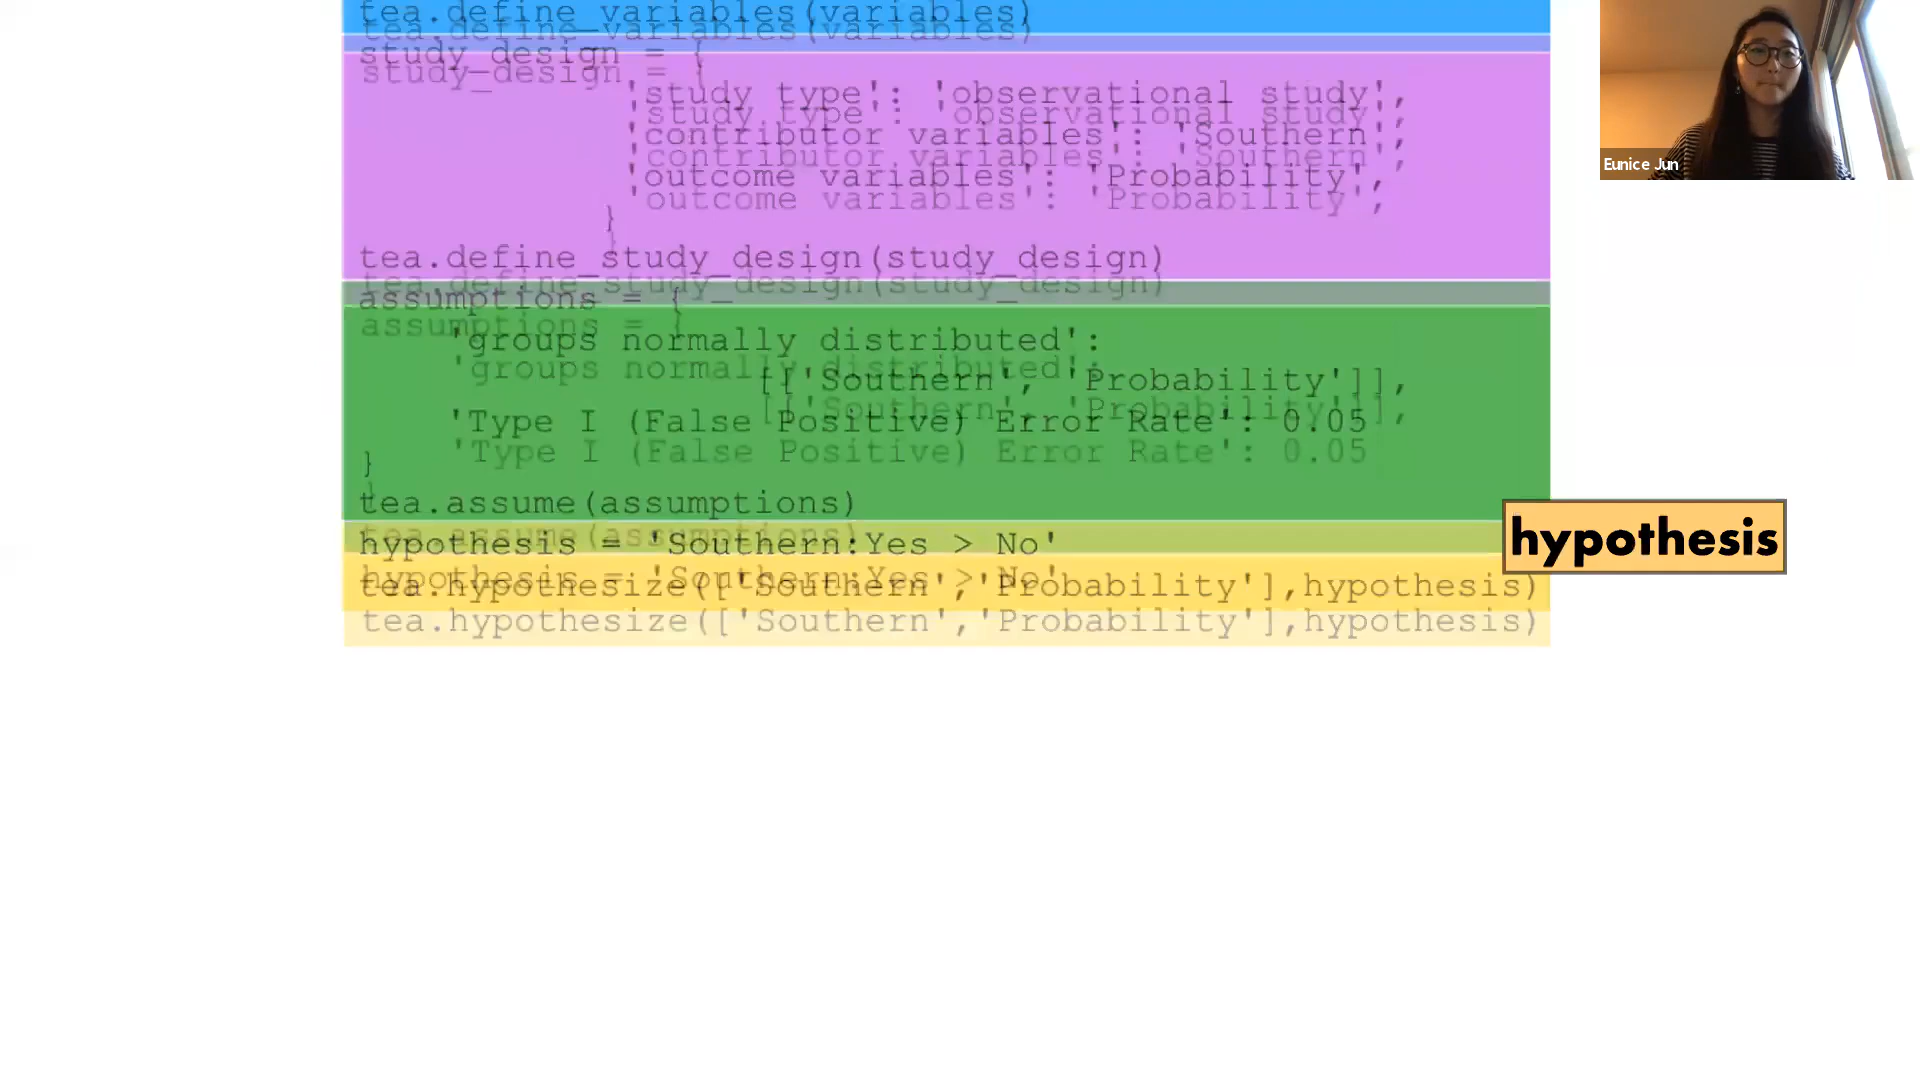 tea.define_variables(variables)
study_design = {
'study type': 'observational study',
'contributor variables': 'Southern',
'outcome variables': 'Probability',
}
tea.define_study_design(study_design)
assumptions = {
'groups normally distributed':
[['Southern', 'Probability']],
'Type I (False Positive) Error Rate': 0.05
}
tea.assume(assumptions)
hypothesis = 'Southern:Yes > No'
tea.hypothesize(['Southern','Probability'],hypothesis)
hypothesis
Eunice Jun